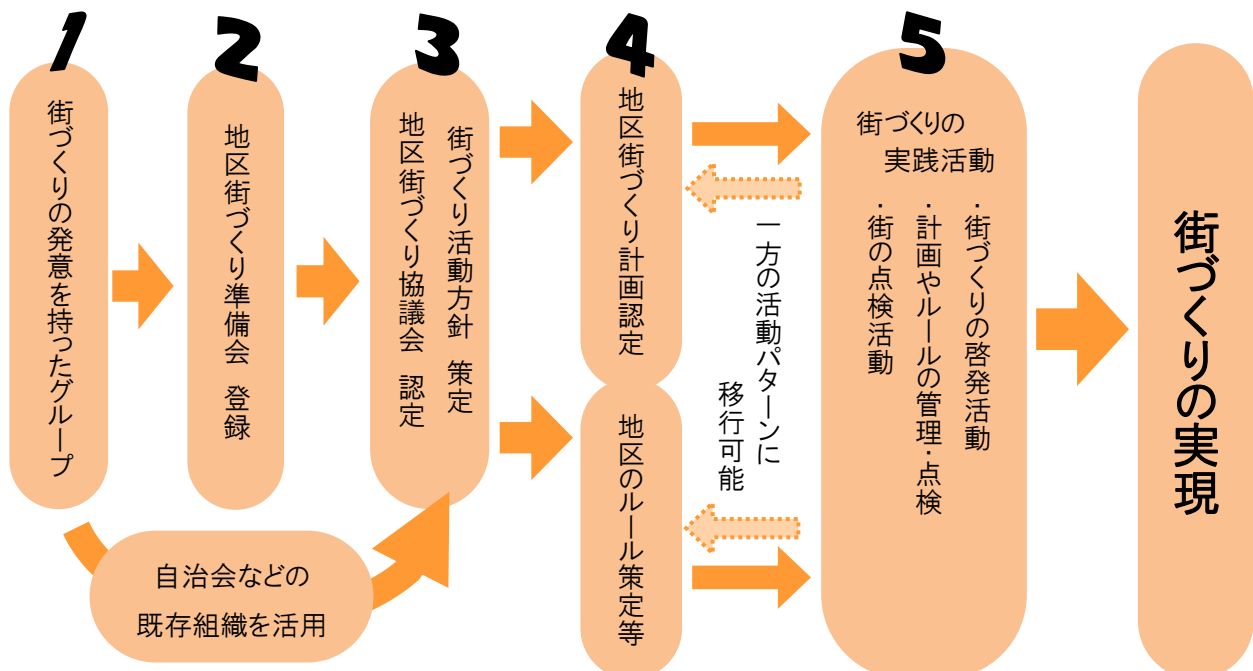 1
街づくりの発意を持ったグループ
2
地区街づくり準備会 登録
3
街づくり活動方針 策定
地区街づくり協議会 認定
4
地区街づくり計画認定
地区のルール策定等
一方の活動パターンに
移行可能
5
街づくりの
実践活動
・街づくりの啓発活動
・計画やルールの管理・点検
・街の点検活動
街づくりの実現
自治会などの
既存組織を活用